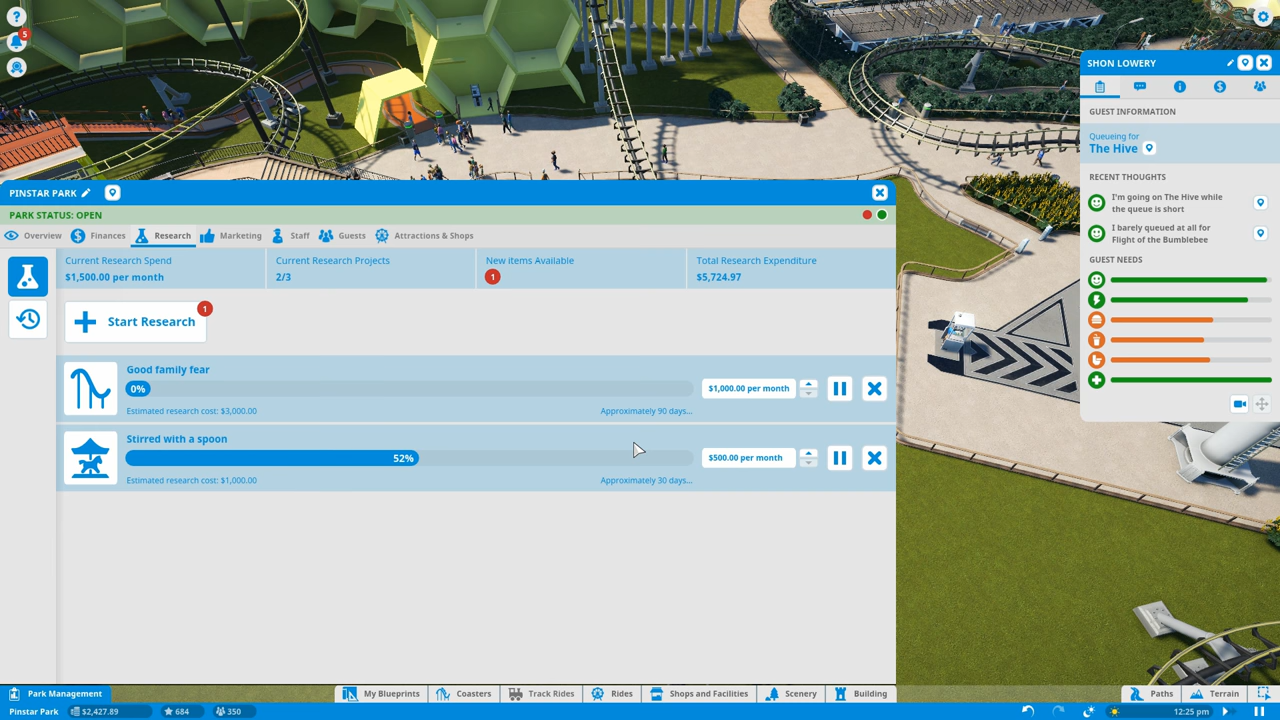 ?
5
SHON LOWERY
GUEST INFORMATION
Queueing for
The Hive
RECENT THOUGHTS
I'm going on The Hive while
the queue is short
I barely queued at all for
Flight of the Bumblebee
GUEST NEEDS
PINSTAR PARK
PARK STATUS: OPEN
Overview
Finances
Research
Marketing
Staff
Guests
Attractions & Shops
Current Research Spend
$1,500.00 per month
Current Research Projects
2/3
New items Available
1
Total Research Expenditure
$5,724.97
Start Research
1
Good family fear
0%
$1,000.00 per month
Estimated research cost: $3,000.00
Approximately 90 days...
Stirred with a spoon
52%
$500.00 per month
Estimated research cost: $1,000.00
Approximately 30 days...
Park Management
My Blueprints
Coasters
Track Rides
Rides
Shops and Facilities
Scenery
Building
Paths
Terrain
Pinstar Park
$2,427.89
684
350
12:25 pm